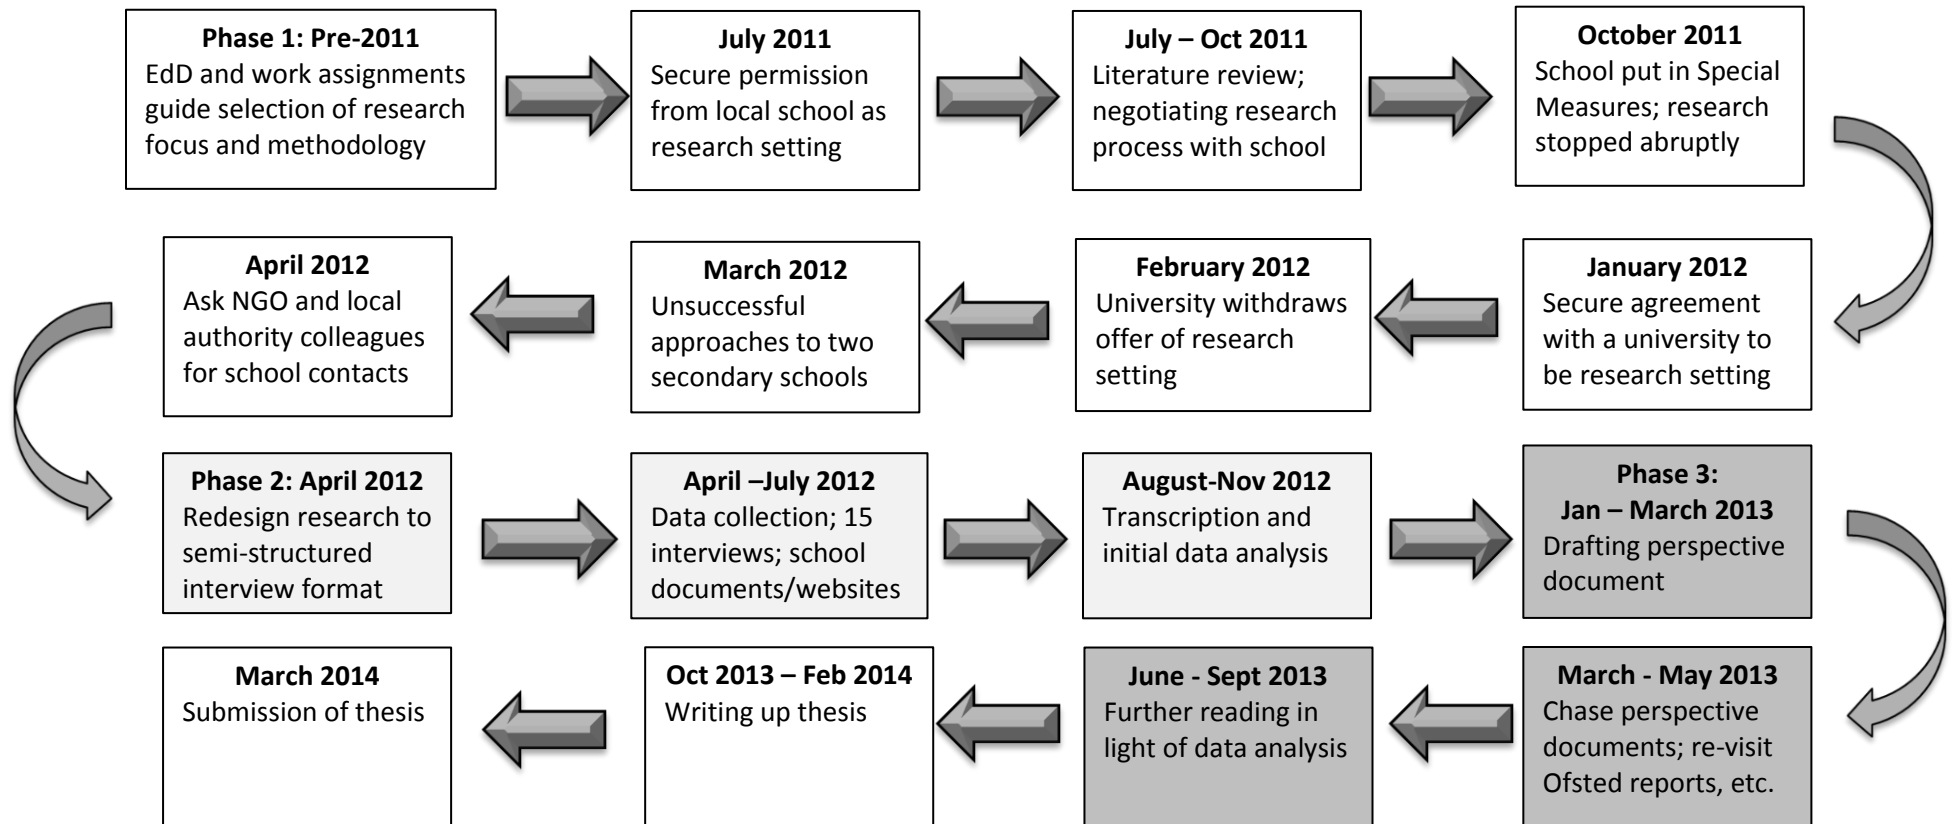 Phase 1: Pre-2011
EdD and work assignments
guide selection of research
focus and methodology
July 2011
Secure permission
from local school as
research setting
July – Oct 2011
Literature review;
negotiating research
process with school
October 2011
School put in Special
Measures; research
stopped abruptly
January 2012
Secure agreement
with a university to
be research setting
February 2012
University withdraws
offer of research
setting
March 2012
Unsuccessful
approaches to two
secondary schools
April 2012
Ask NGO and local
authority colleagues
for school contacts
Phase 2: April 2012
Redesign research to
semi-structured
interview format
April –July 2012
Data collection; 15
interviews; school
documents/websites
August-Nov 2012
Transcription and
initial data analysis
Phase 3:
Jan – March 2013
Drafting perspective
document
March - May 2013
Chase perspective
documents; re-visit
Ofsted reports, etc.
June - Sept 2013
Further reading in
light of data analysis
Oct 2013 – Feb 2014
Writing up thesis
March 2014
Submission of thesis